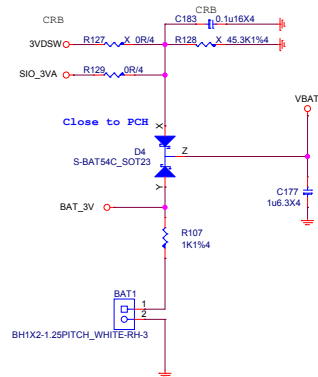 CRB
CRB
C183 0.1u16X4
3VDSW R127 X 0R/4 R128 X 45.3K1%4
SIO_3VA R129 0R/4
VBAT
Close to PCH
X
D4 Z
S-BAT54C_SOT23
Y
C177
1u6.3X4
BAT_3V
R107
1K1%4
BAT1
1
2
BH1X2-1.25PITCH_WHITE-RH-3